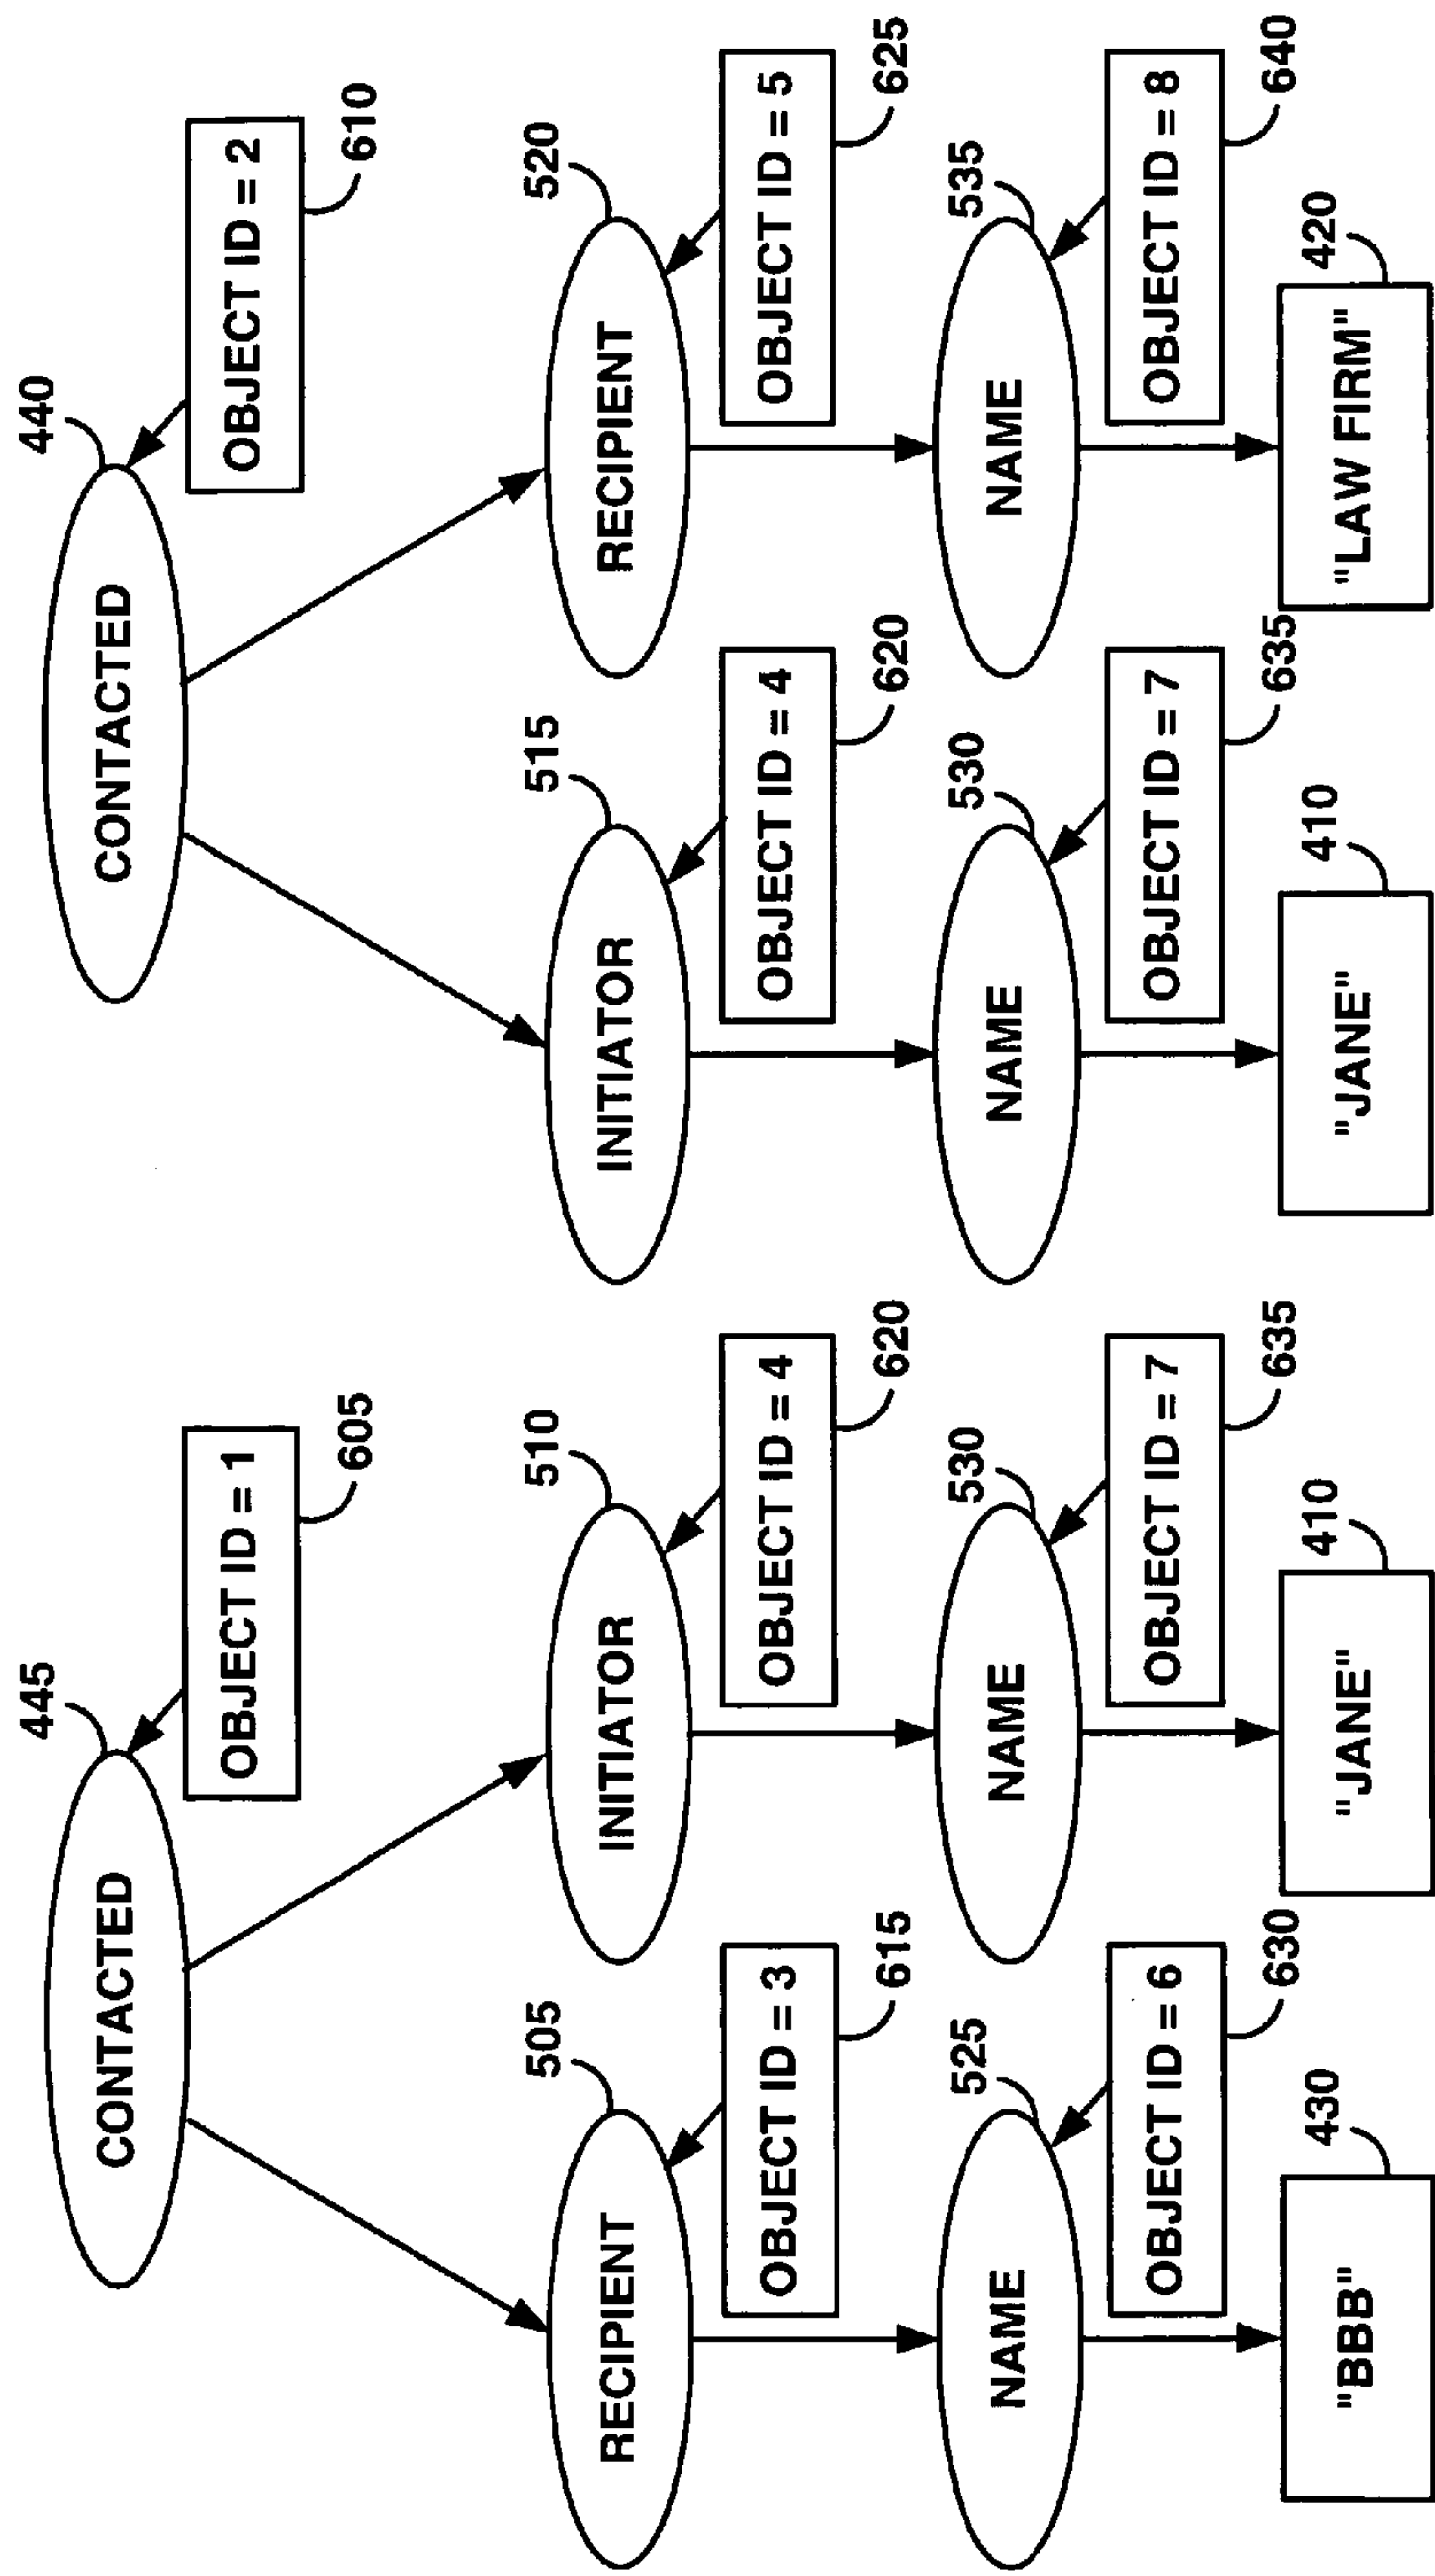 445
440
CONTACTED
CONTACTED
OBJECT ID = 1
605
OBJECT ID = 2
610
505
510
515
520
RECIPIENT
INITIATOR
INITIATOR
RECIPIENT
OBJECT ID = 3
615
OBJECT ID = 4
620
OBJECT ID = 4
620
OBJECT ID = 5
625
525
530
530
535
NAME
NAME
NAME
NAME
OBJECT ID = 6
630
OBJECT ID = 7
635
OBJECT ID = 7
635
OBJECT ID = 8
640
430
410
410
420
"BBB"
"JANE"
"JANE"
"LAW FIRM"